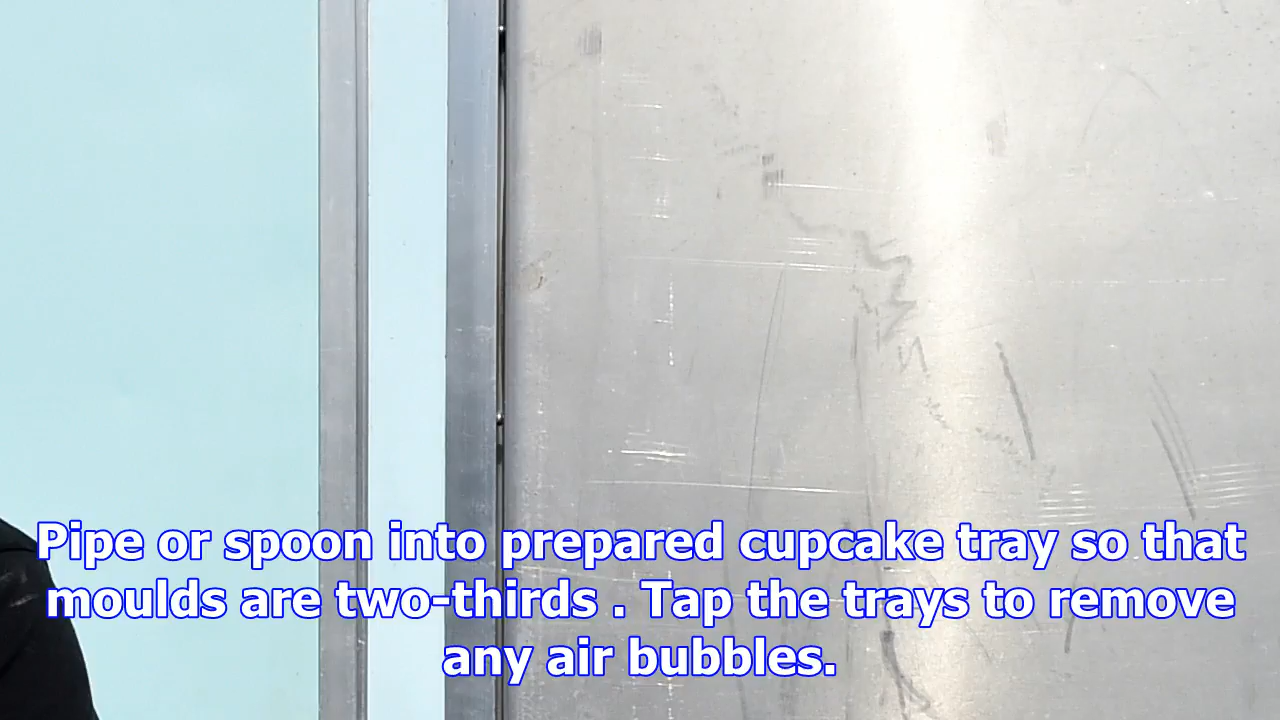 Pipe or spoon into prepared cupcake tray so that
moulds are two-thirds . Tap the trays to remove
any air bubbles.